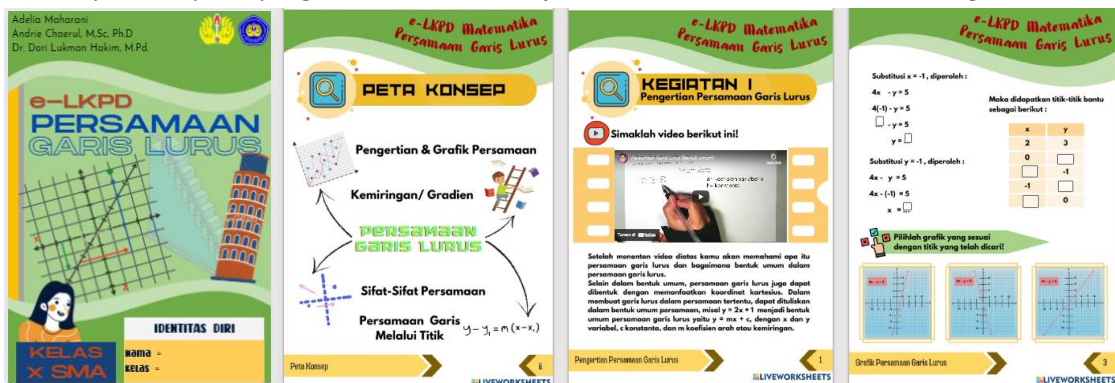 Adelia Maharani
Andrie Chaerul, M.Sc, Ph.D
Dr. Dori Lukman Hakim, M.Pd.
e-LKPD
PERSAMAAN
GARIS LURUS
IDENTITAS DIRI
KELAS
X SMA
Nama =
Kelas =
e-LKPD Matematika
Persamaan Garis Lurus
PETA KONSEP
Pengertian & Grafik Persamaan
Kemiringan/ Gradien
PERSAMAAN
GARIS LURUS
Sifat-Sifat Persamaan
Persamaan Garis
Melalui Titik
y - y₁ = m (x - x₁)
Peta Konsep
ii
LIVEWORKSHEETS
e-LKPD Matematika
Persamaan Garis Lurus
KEGIATAN I
Pengertian Persamaan Garis Lurus
Simaklah video berikut ini!
Setelah menonton video diatas kamu akan memahami apa itu
persamaan garis lurus dan bagaimana bentuk umum dalam
persamaan garis lurus.
Selain dalam bentuk umum, persamaan garis lurus juga dapat
dibentuk dengan memanfaatkan koordinat kartesius. Dalam
membuat garis lurus dalam persamaan tertentu, dapat dituliskan
dalam bentuk umum persamaan, misal y = 2x + 1 menjadi bentuk
umum persamaan garis lurus yaitu y = mx + c, dengan x dan y
variabel, c konstanta, dan m koefisien arah atau kemiringan.
Pengertian Persamaan Garis Lurus
1
LIVEWORKSHEETS
e-LKPD Matematika
Persamaan Garis Lurus
Substitusi x = -1 , diperoleh :
4x - y = 5
4(-1) - y = 5
- y = 5
y =
Substitusi y = -1 , diperoleh :
4x - y = 5
4x - (-1) = 5
x =
Maka didapatkan titik-titik bantu
sebagai berikut :
x y
2 3
0
-1
-1
0
Pilihlah grafik yang sesuai
dengan titik yang telah dicari!
Grafik Persamaan Garis Lurus
3
LIVEWORKSHEETS